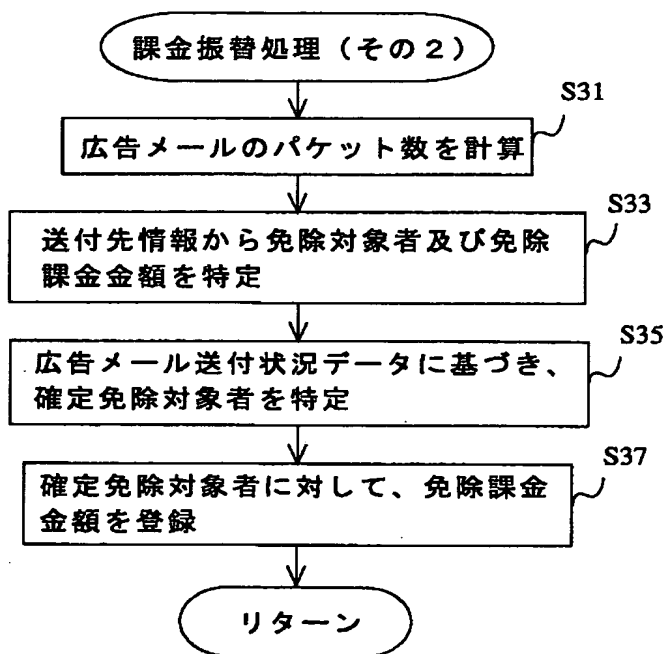 課金振替処理（その２）
S31
広告メールのパケット数を計算
S33
送付先情報から免除対象者及び免除
課金金額を特定
S35
広告メール送付状況データに基づき、
確定免除対象者を特定
S37
確定免除対象者に対して、免除課金
金額を登録
リターン